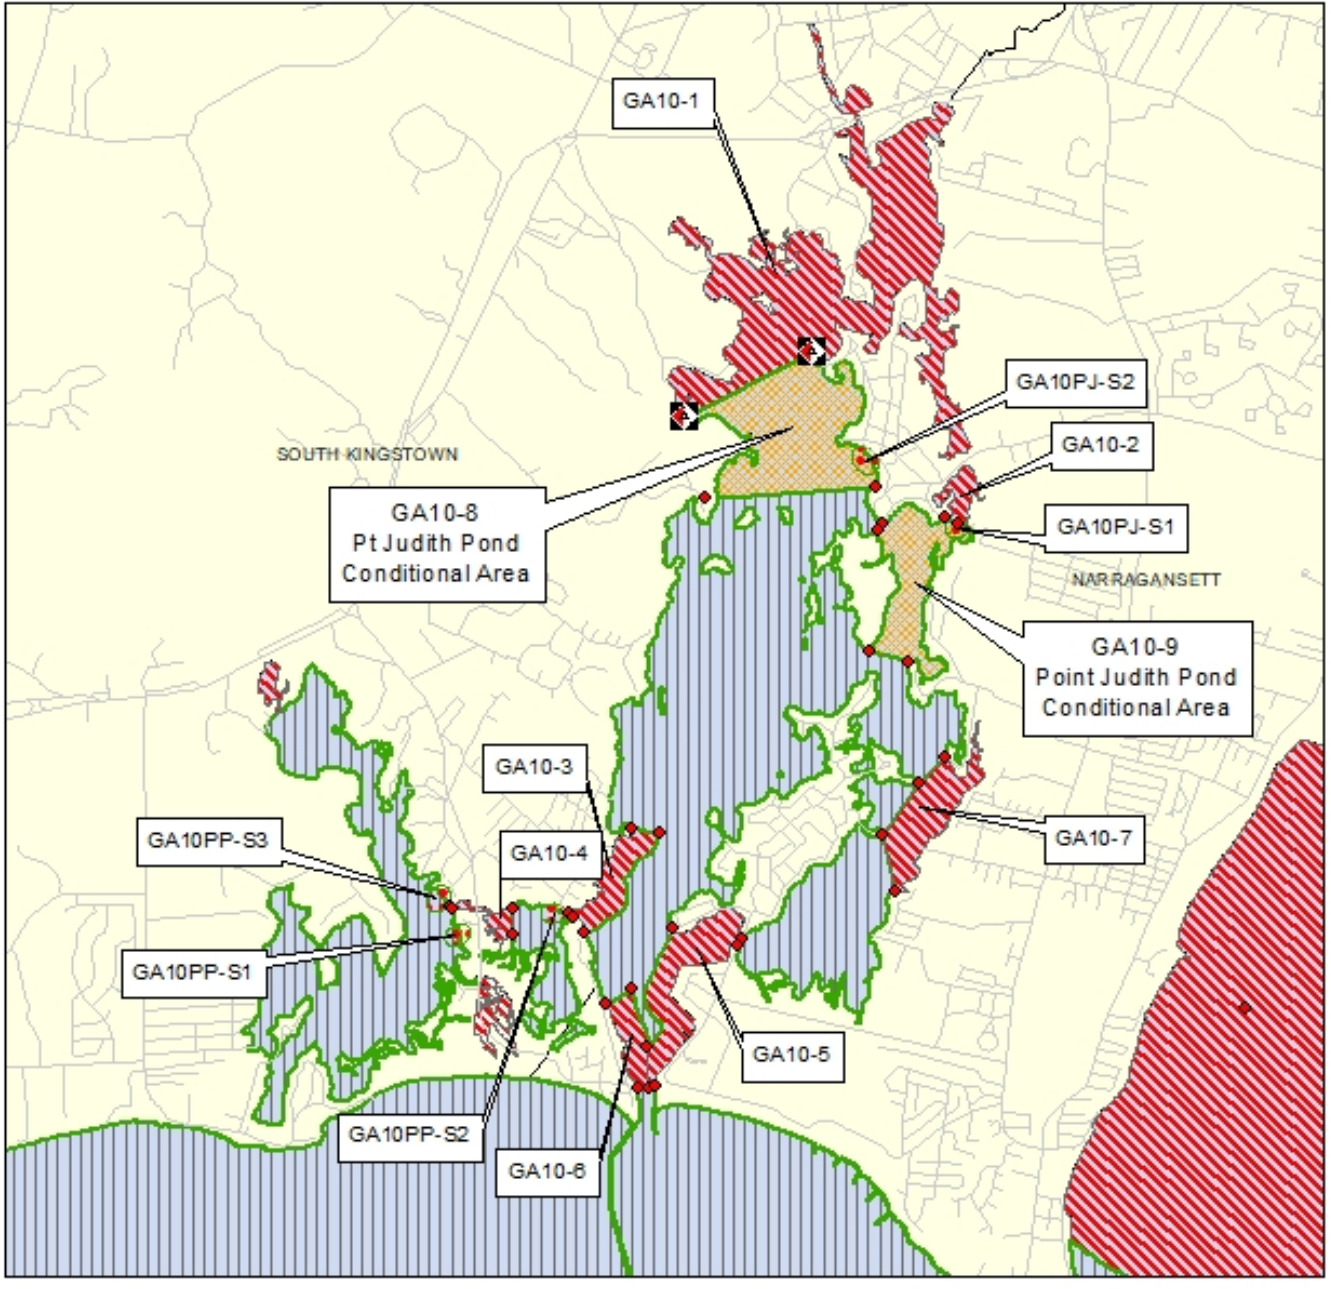 GA10-1
GA10PJ-S2
GA10-2
SOUTH KINGSTOWN
GA10-8
Pt Judith Pond
Conditional Area
GA10PJ-S1
NARRAGANSETT
GA10-9
Point Judith Pond
Conditional Area
GA10-3
GA10PP-S3
GA10-4
GA10-7
GA10PP-S1
GA10-5
GA10PP-S2
GA10-6